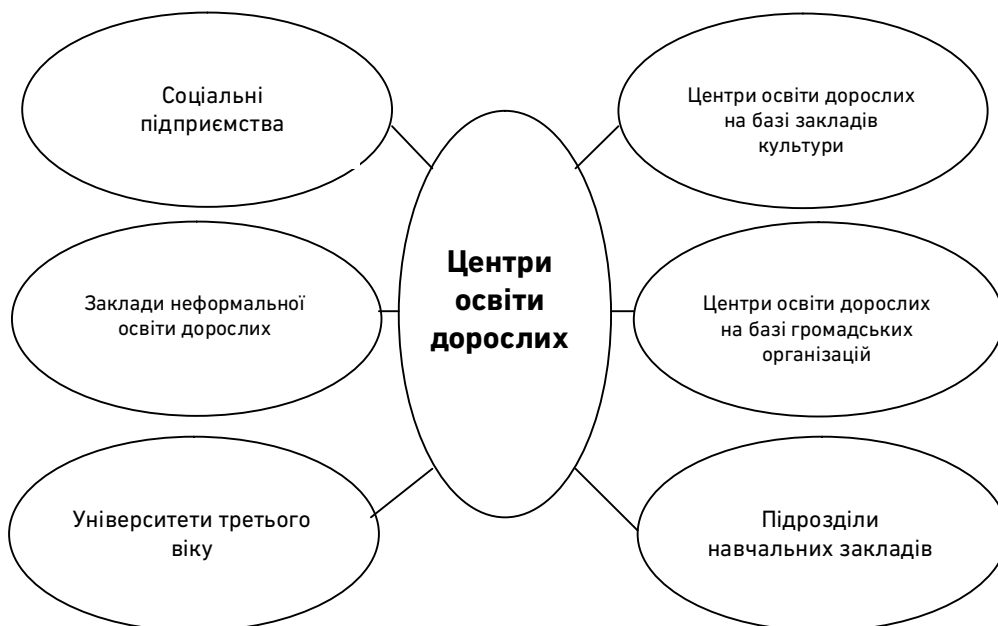 Соціальні
підприємства
Центри освіти дорослих
на базі закладів
культури
Центри
освіти
дорослих
Заклади неформальної
освіти дорослих
Центри освіти дорослих
на базі громадських
організацій
Університети третього
віку
Підрозділи
навчальних закладів